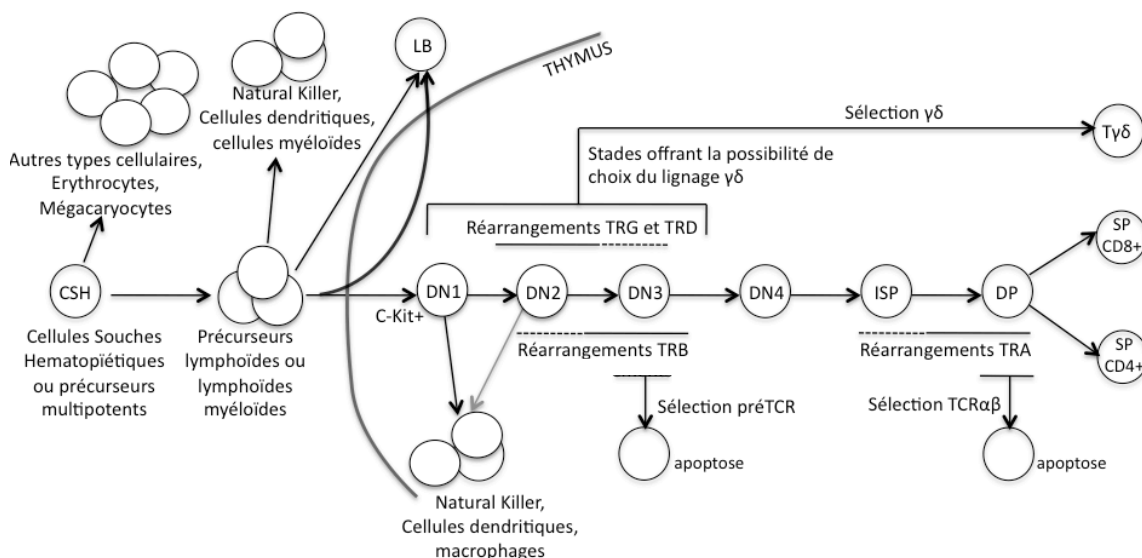 LB
THYMUS
Natural Killer,
Cellules dendritiques,
cellules myéloïdes
Autres types cellulaires,
Erythrocytes,
Mégacaryocytes
Sélection γδ
Tγδ
Stades offrant la possibilité de
choix du lignage γδ
Réarrangements TRG et TRD
CSH
C-Kit+
DN1
DN2
DN3
DN4
ISP
DP
SP
CD8+
SP
CD4+
Cellules Souches
Hematopïétiques
ou précurseurs
multipotents
Précurseurs
lymphoïdes ou
lymphoïdes
myéloïdes
Réarrangements TRB
Réarrangements TRA
Sélection préTCR
Sélection TCRαβ
apoptose
apoptose
Natural Killer,
Cellules dendritiques,
macrophages